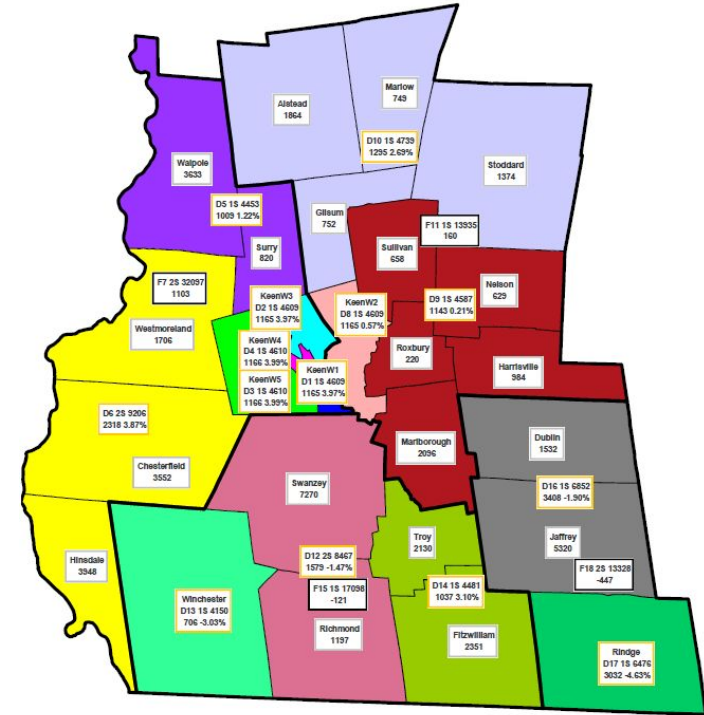 Marlow
749
Alstead
1864
D10 1S 4739
1295 2.69%
Walpole
3633
Stoddard
1374
D5 1S 4453
1009 1.22%
Gilsum
752
F11 1S 13935
160
Surry
820
Sullivan
658
F7 2S 32097
1103
Nelson
629
KeenW3
D2 1S 4609
1165 3.97%
KeenW2
D8 1S 4609
1165 0.57%
D9 1S 4587
1143 0.21%
Westmoreland
1706
KeenW4
D4 1S 4610
1166 3.99%
Roxbury
220
Harrisville
984
KeenW1
D1 1S 4609
1165 3.97%
KeenW5
D3 1S 4610
1166 3.99%
D6 2S 9206
2318 3.87%
Dublin
1532
Marlborough
2096
Chesterfield
3552
Swanzey
7270
D16 1S 6852
3408 -1.90%
Troy
2130
Jaffrey
5320
Hinsdale
3948
D12 2S 8467
1579 -1.47%
F18 2S 13328
-447
D14 1S 4481
1037 3.10%
Winchester
D13 1S 4150
706 -3.03%
F15 1S 17098
-121
Richmond
1197
Fitzwilliam
2351
Rindge
D17 1S 6476
3032 -4.63%